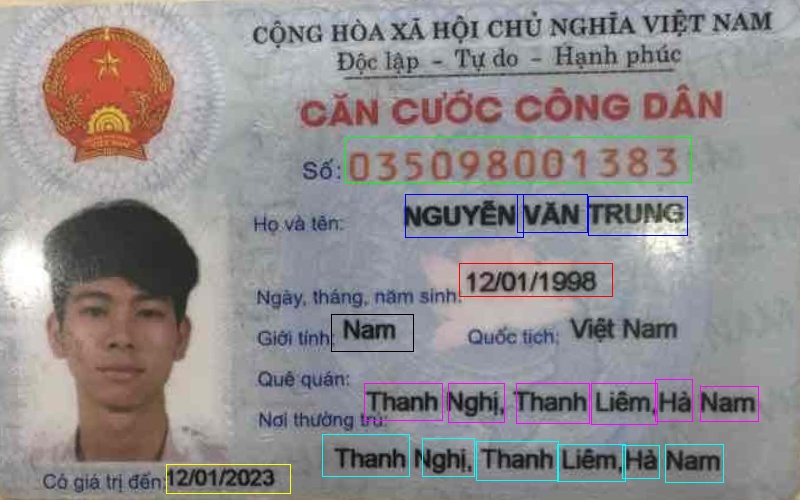 CỘNG HÒA XÃ HỘI CHỦ NGHĨA VIỆT NAM
Độc lập - Tự do - Hạnh phúc
CĂN CƯỚC CÔNG DÂN
Số: 035098001383
Họ và tên: NGUYỄN VĂN TRUNG
Ngày, tháng, năm sinh: 12/01/1998
Giới tính: Nam Quốc tịch: Việt Nam
Quê quán:
Thanh Nghị, Thanh Liêm, Hà Nam
Nơi thường trú:
Thanh Nghị, Thanh Liêm, Hà Nam
Có giá trị đến: 12/01/2023